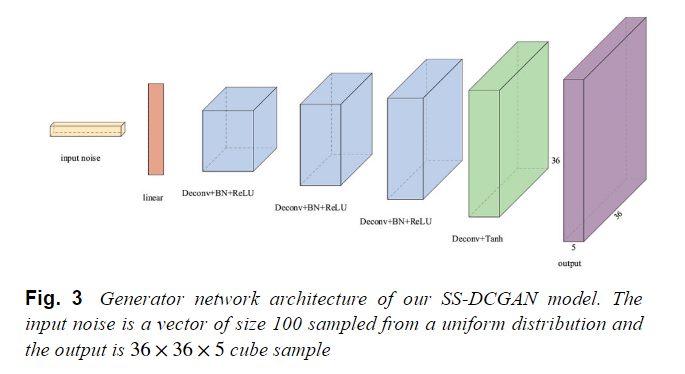 input noise
linear
Deconv+BN+ReLU
Deconv+BN+ReLU
Deconv+BN+ReLU
Deconv+Tanh
36
36
5
output
Fig. 3 Generator network architecture of our SS-DCGAN model. The
input noise is a vector of size 100 sampled from a uniform distribution and
the output is 36 × 36 × 5 cube sample